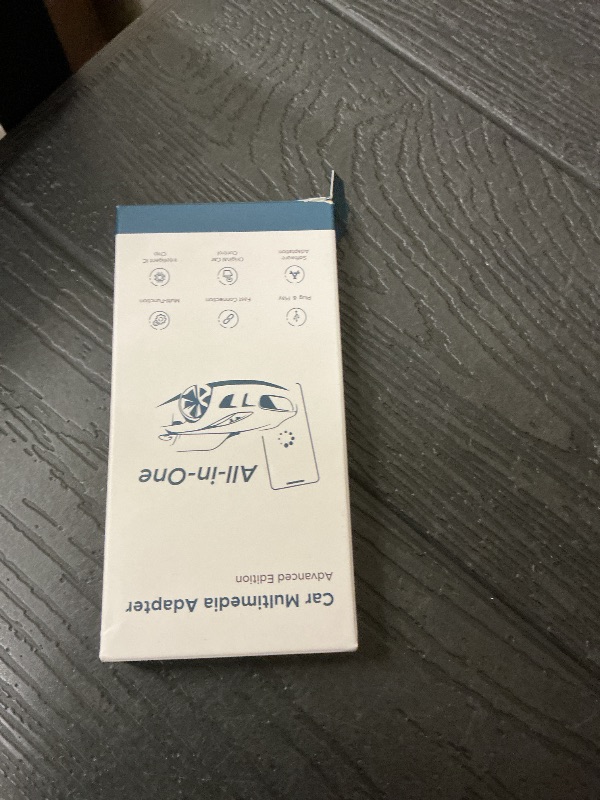 Car Multimedia Adapter
Advanced Edition
All-in-One
Plug & Play
Fast Connection
Multi-Function
Software
Adaptation
Original Car
Control
Intelligent IC
Chip